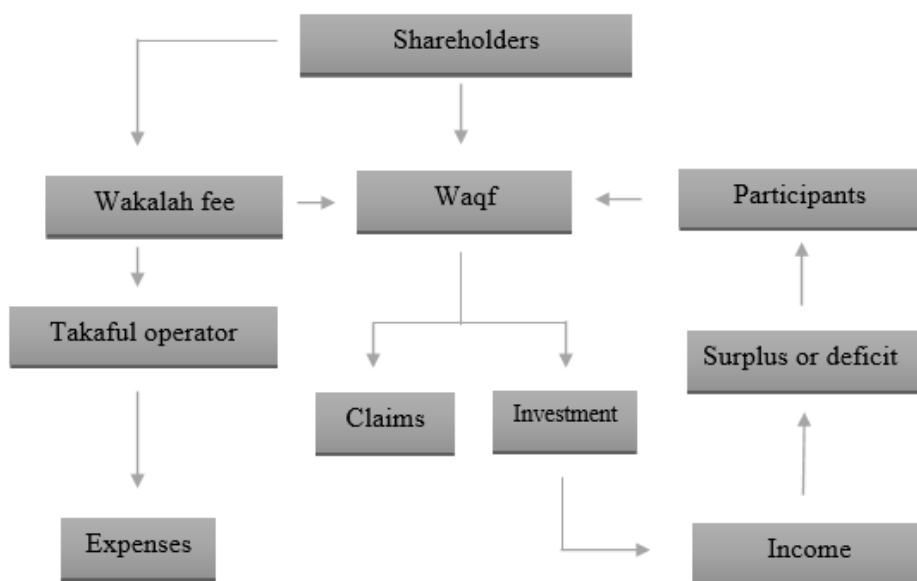 Shareholders
Wakalah fee
Waqf
Participants
Takaful operator
Surplus or deficit
Claims
Investment
Expenses
Income